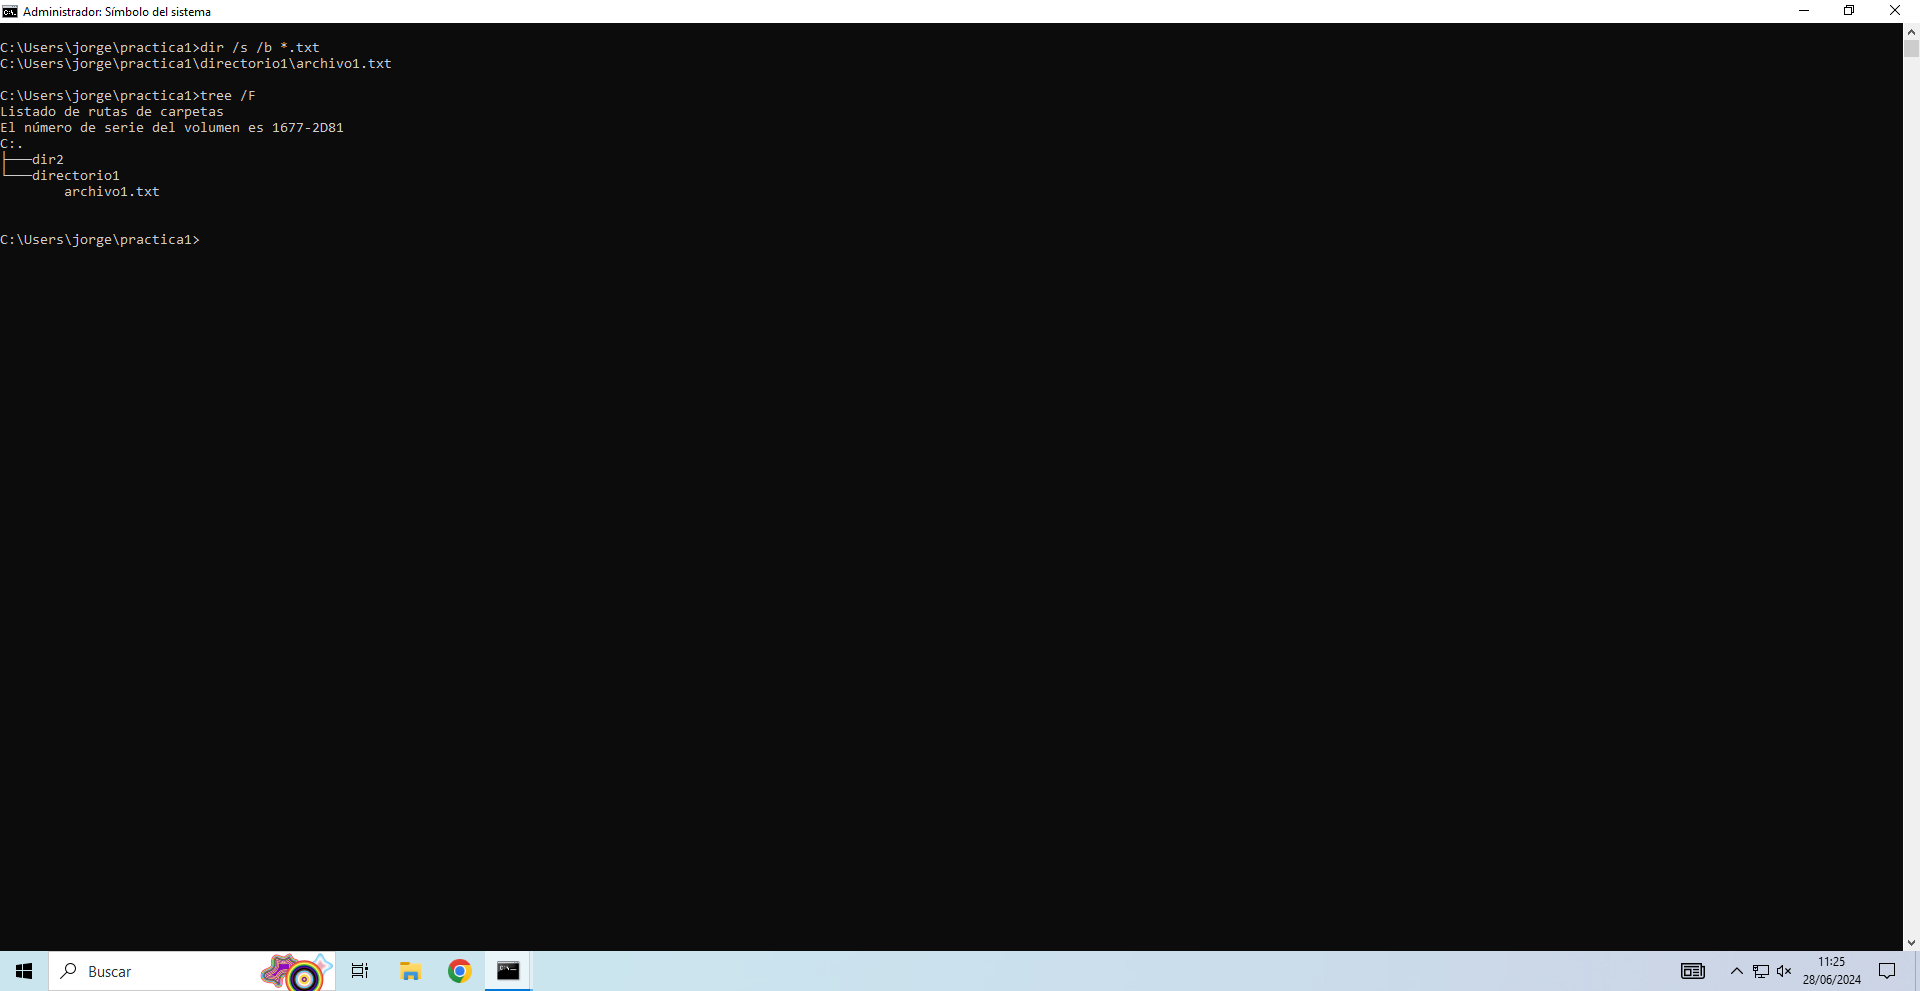 Administrador: Símbolo del sistema
C:\Users\jorge\practica1>dir /s /b *.txt
C:\Users\jorge\practica1\directorio1\archivo1.txt
C:\Users\jorge\practica1>tree /F
Listado de rutas de carpetas
El número de serie del volumen es 1677-2D81
C:.
├───dir2
└───directorio1
        archivo1.txt
C:\Users\jorge\practica1>
Buscar
11:25
28/06/2024